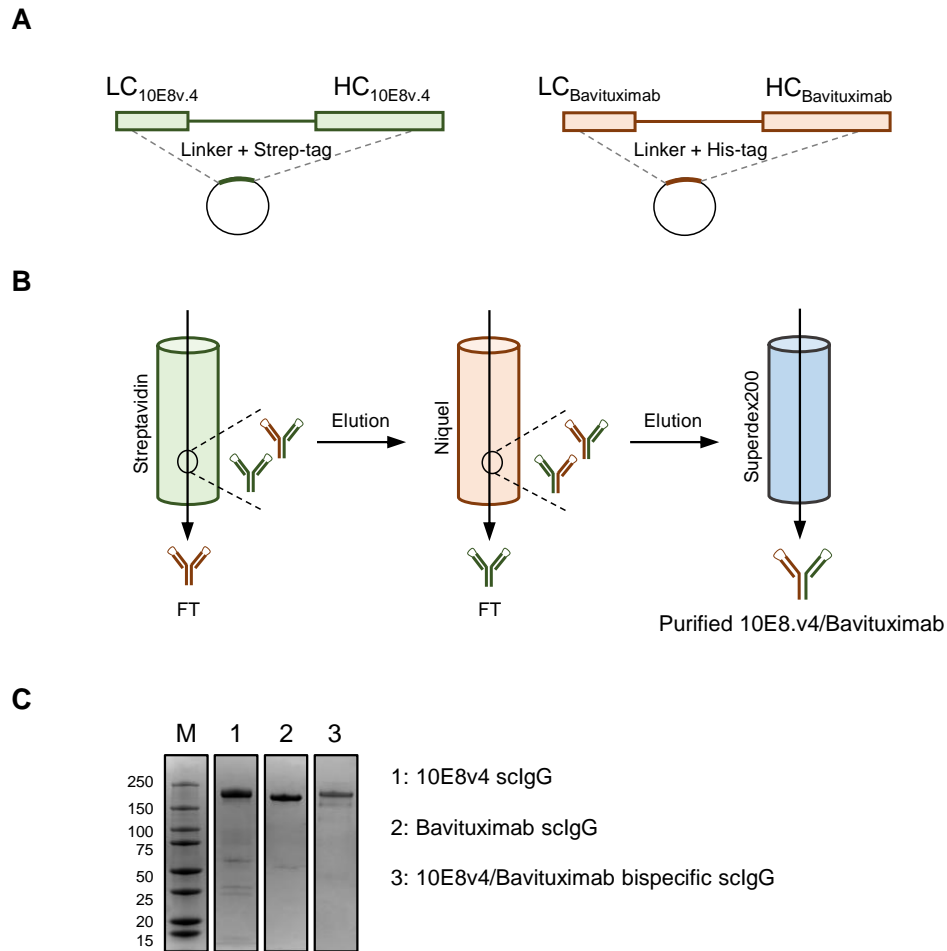 A
LC10E8v.4
HC10E8v.4
Linker + Strep-tag
LCBavituximab
HCBavituximab
Linker + His-tag
B
Streptavidin
Elution
Niquel
Elution
Superdex200
FT
FT
Purified 10E8.v4/Bavituximab
C
M 1 2 3
250
150
100
75
50
25
20
15
1: 10E8v4 scIgG
2: Bavituximab scIgG
3: 10E8v4/Bavituximab bispecific scIgG